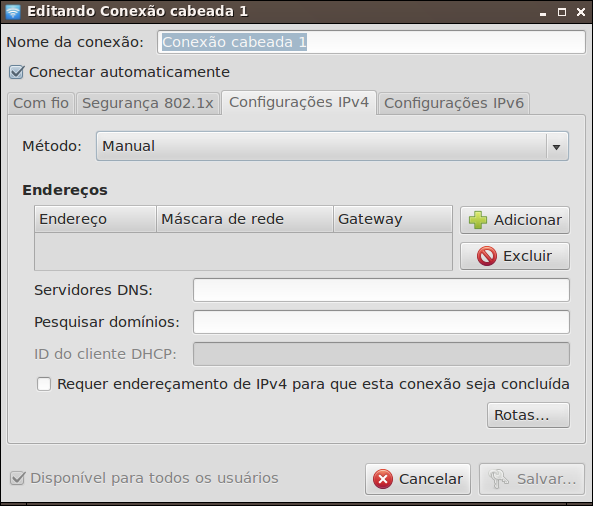 Editando Conexão cabeada 1
Nome da conexão: Conexão cabeada 1
Conectar automaticamente
Com fio Segurança 802.1x Configurações IPv4 Configurações IPv6
Método: Manual
Endereços
Endereço Máscara de rede Gateway Adicionar
Excluir
Servidores DNS:
Pesquisar domínios:
ID do cliente DHCP:
Requer endereçamento de IPv4 para que esta conexão seja concluída
Rotas...
Disponível para todos os usuários Cancelar Salvar...